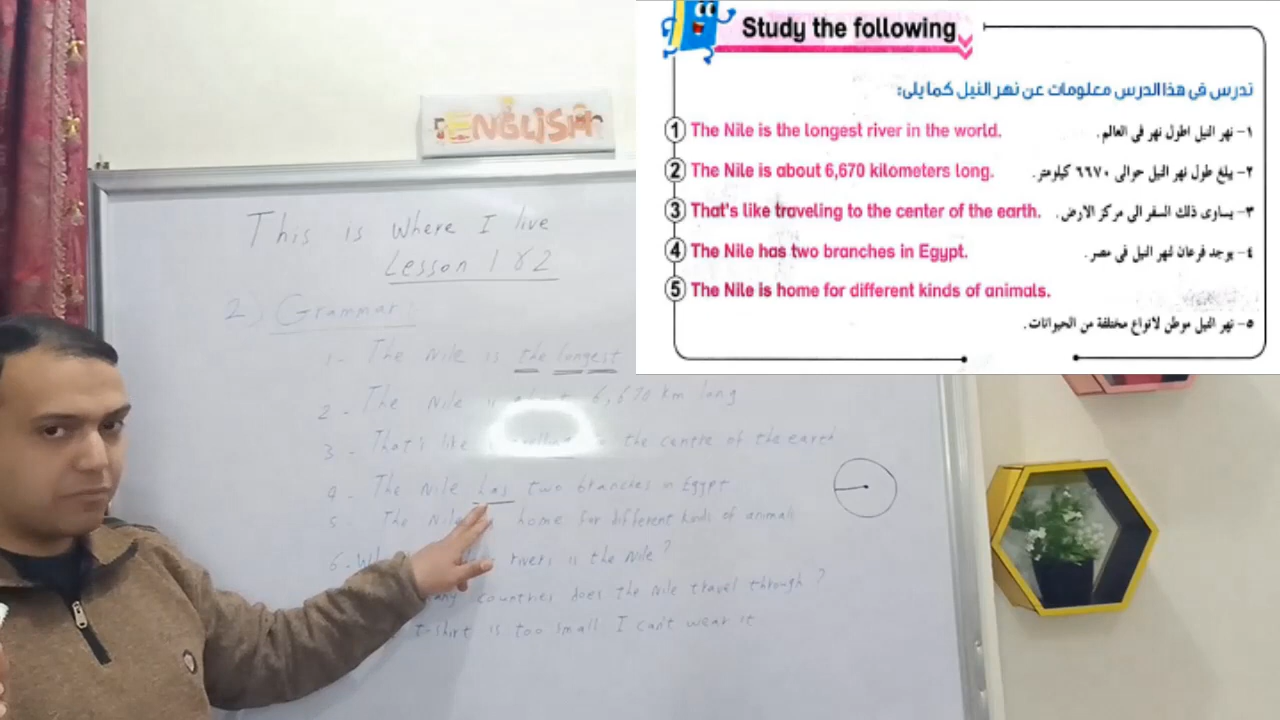 ENGLISH
This is where I live
Lesson 1 & 2
2) Grammar:
1- The Nile is the longest
2- The Nile is about 6,670 km long
3- That's like the centre of the earth
4- The Nile has two branches in Egypt
5- The Nile home for different kinds of animals
6. rivers is the Nile?
countries does the Nile travel through?
T-shirt is too small I can't wear it
Study the following
تدرس فى هذا الدرس معلومات عن نهر النيل كما يلى:
1 The Nile is the longest river in the world.
١- نهر النيل اطول نهر فى العالم.
2 The Nile is about 6,670 kilometers long.
٢- يبلغ طول نهر النيل حوالى ٦٦٧٠ كيلومتر.
3 That's like traveling to the center of the earth.
٣- يساوى ذلك السفر الى مركز الارض.
4 The Nile has two branches in Egypt.
٤- يوجد فرعان لنهر النيل فى مصر.
5 The Nile is home for different kinds of animals.
٥- نهر النيل موطن لانواع مختلفة من الحيوانات.